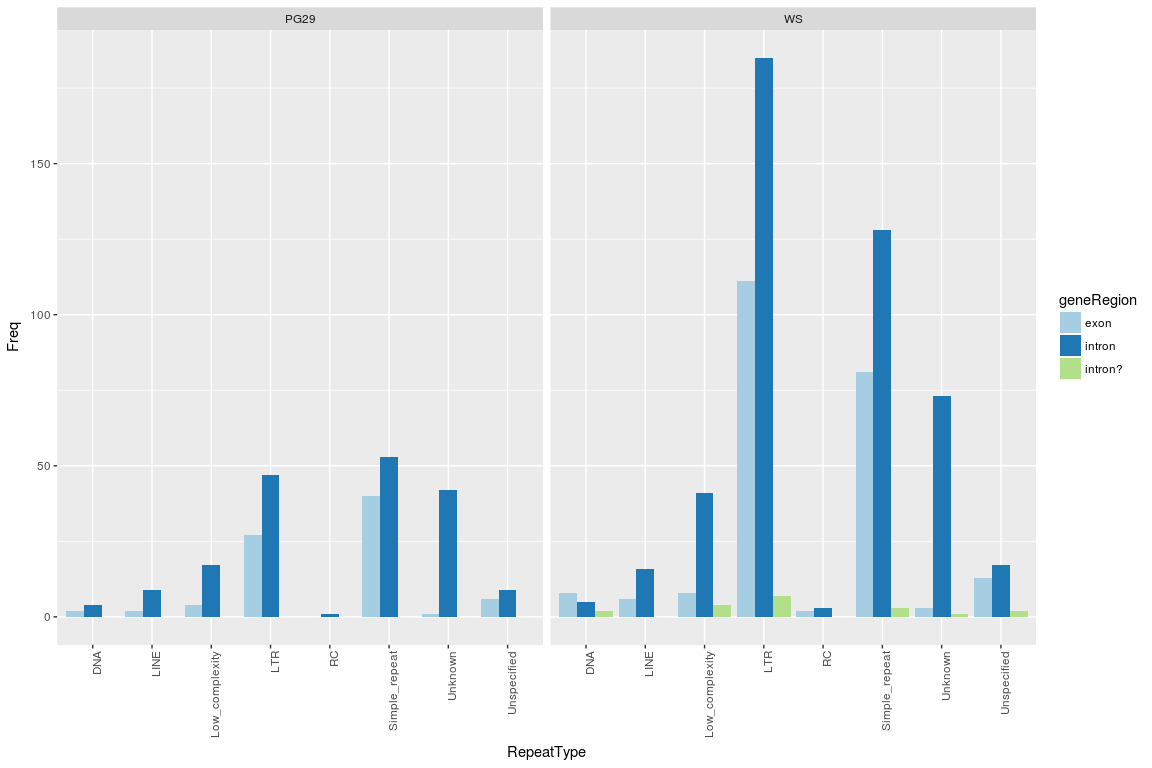 PG29
WS
Freq
150
100
50
0
DNA
LINE
Low_complexity
LTR
RC
Simple_repeat
Unknown
Unspecified
DNA
LINE
Low_complexity
LTR
RC
Simple_repeat
Unknown
Unspecified
RepeatType
geneRegion
exon
intron
intron?